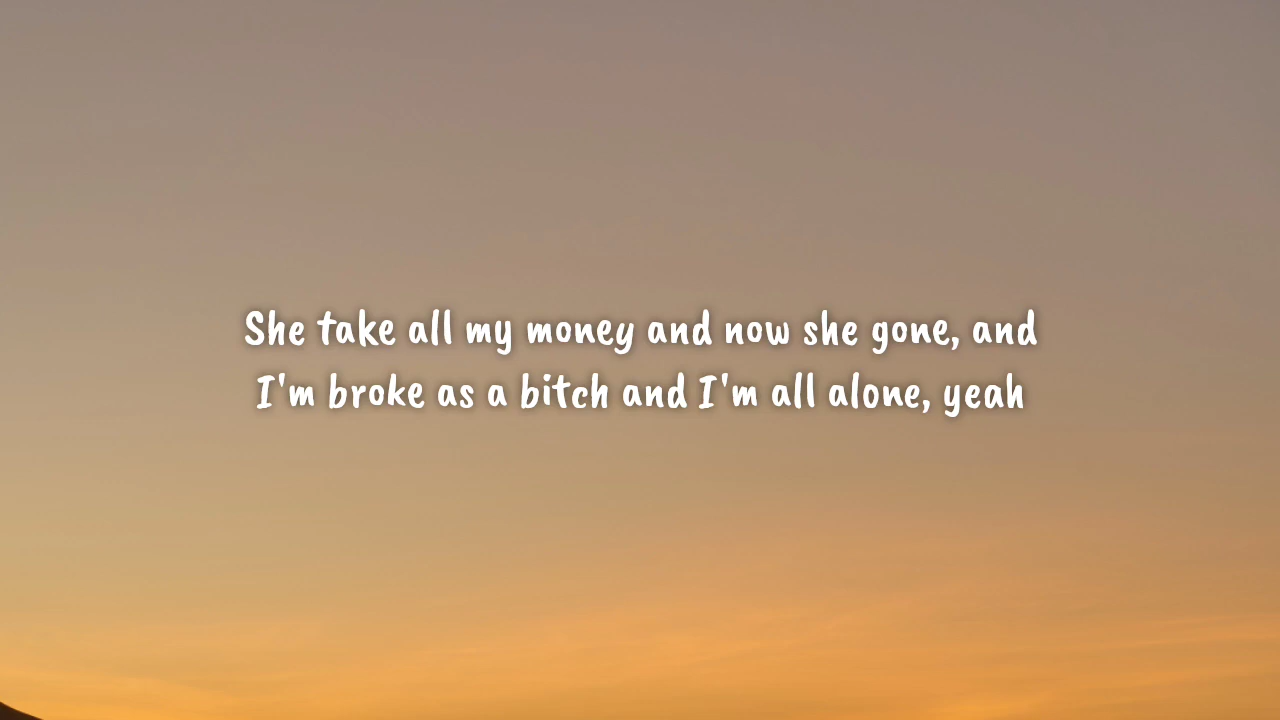 She take all my money and now she gone, and
I'm broke as a bitch and I'm all alone, yeah